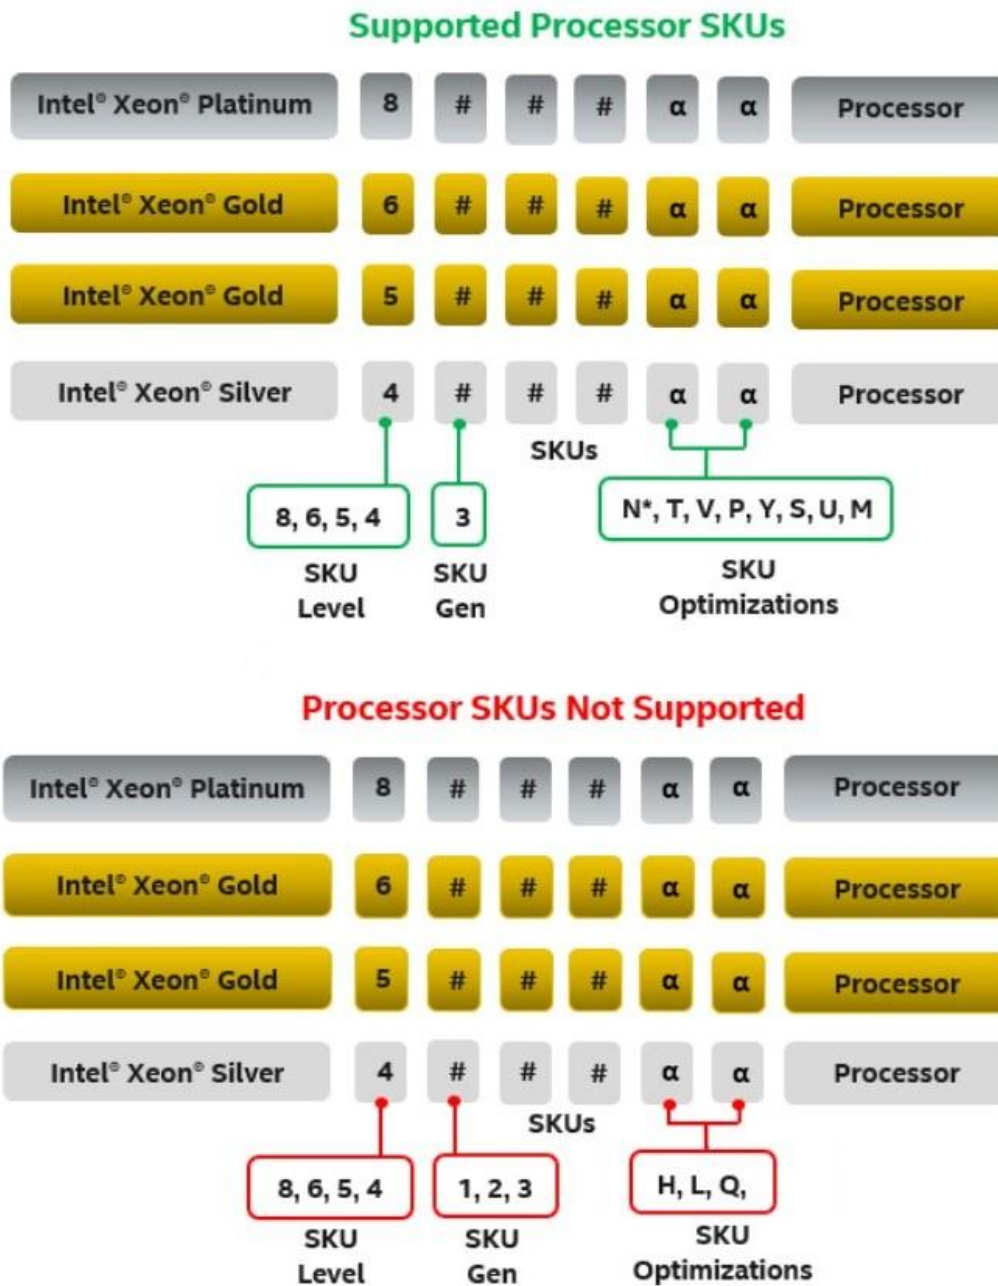 Supported Processor SKUs
Intel® Xeon® Platinum 8 # # # α α Processor
Intel® Xeon® Gold 6 # # # α α Processor
Intel® Xeon® Gold 5 # # # α α Processor
Intel® Xeon® Silver 4 # # # α α Processor
SKUs
8, 6, 5, 4 3 N*, T, V, P, Y, S, U, M
SKU SKU SKU
Level Gen Optimizations
Processor SKUs Not Supported
Intel® Xeon® Platinum 8 # # # α α Processor
Intel® Xeon® Gold 6 # # # α α Processor
Intel® Xeon® Gold 5 # # # α α Processor
Intel® Xeon® Silver 4 # # # α α Processor
SKUs
8, 6, 5, 4 1, 2, 3 H, L, Q,
SKU SKU SKU
Level Gen Optimizations